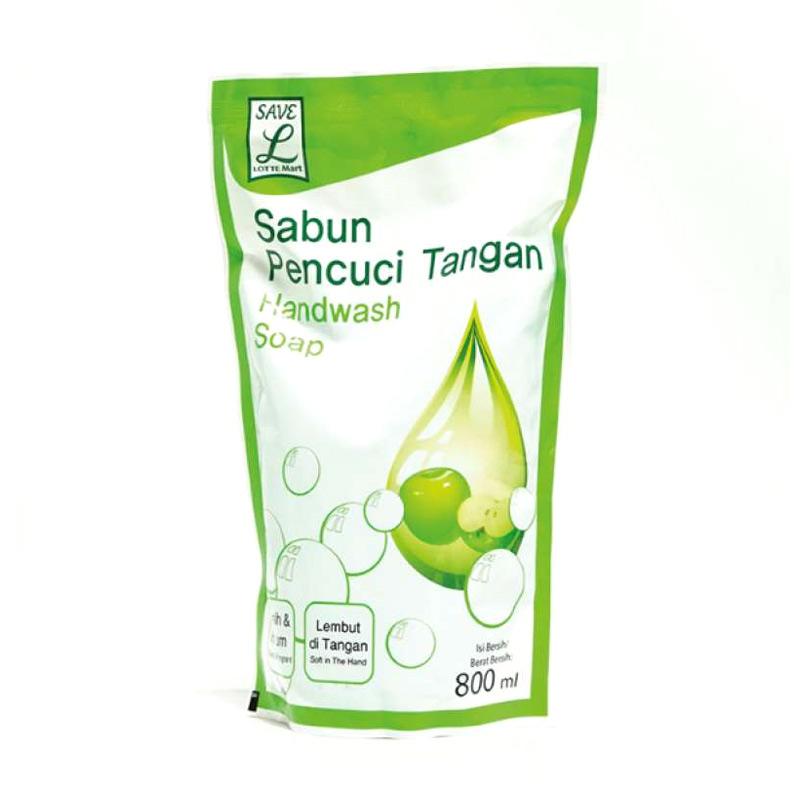 SAVE
L
LOTTE Mart
Sabun
Pencuci Tangan
Handwash
Soap
&
Lembut
di Tangan
Soft in The Hand
Isi Bersih/
Berat Bersih:
800 ml